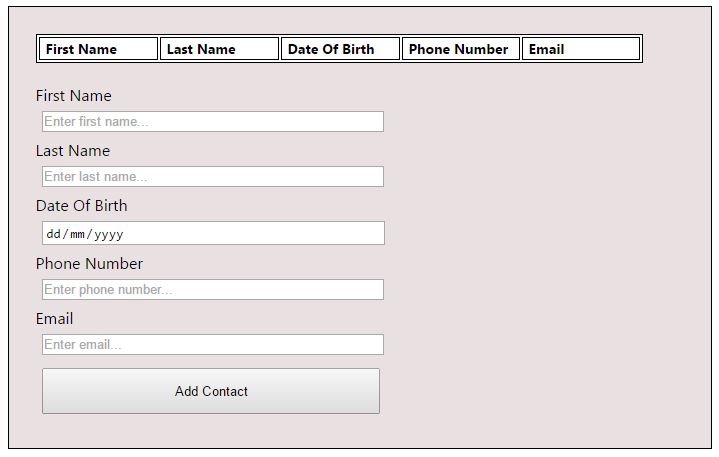 First Name Last Name Date Of Birth Phone Number Email
First Name
Enter first name...
Last Name
Enter last name...
Date Of Birth
dd/mm/yyyy
Phone Number
Enter phone number...
Email
Enter email...
Add Contact